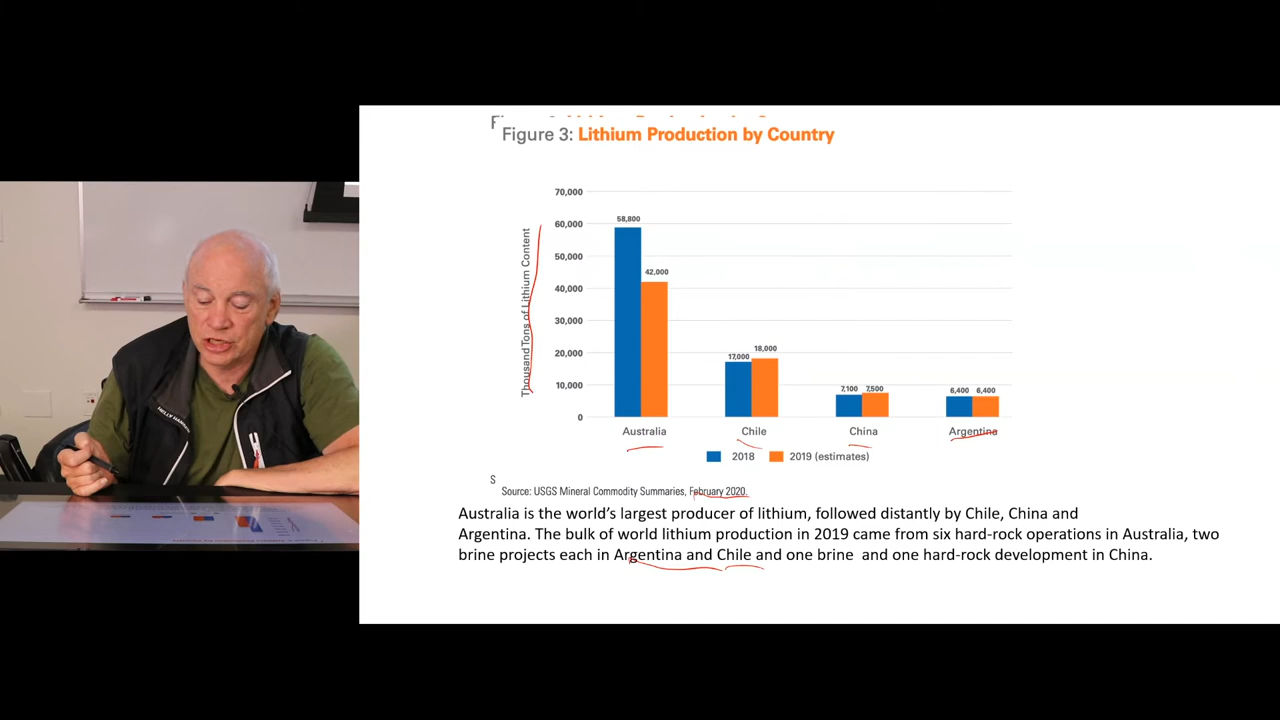 Figure 3: Lithium Production by Country
70,000
60,000
50,000
40,000
30,000
20,000
10,000
0
Thousand Tons of Lithium Content
58,800
42,000
17,000
18,000
7,100
7,500
6,400
6,400
Australia
Chile
China
Argentina
2018
2019 (estimates)
S
Source: USGS Mineral Commodity Summaries, February 2020.
Australia is the world’s largest producer of lithium, followed distantly by Chile, China and
Argentina. The bulk of world lithium production in 2019 came from six hard-rock operations in Australia, two
brine projects each in Argentina and Chile and one brine and one hard-rock development in China.
HELLY HANSEN